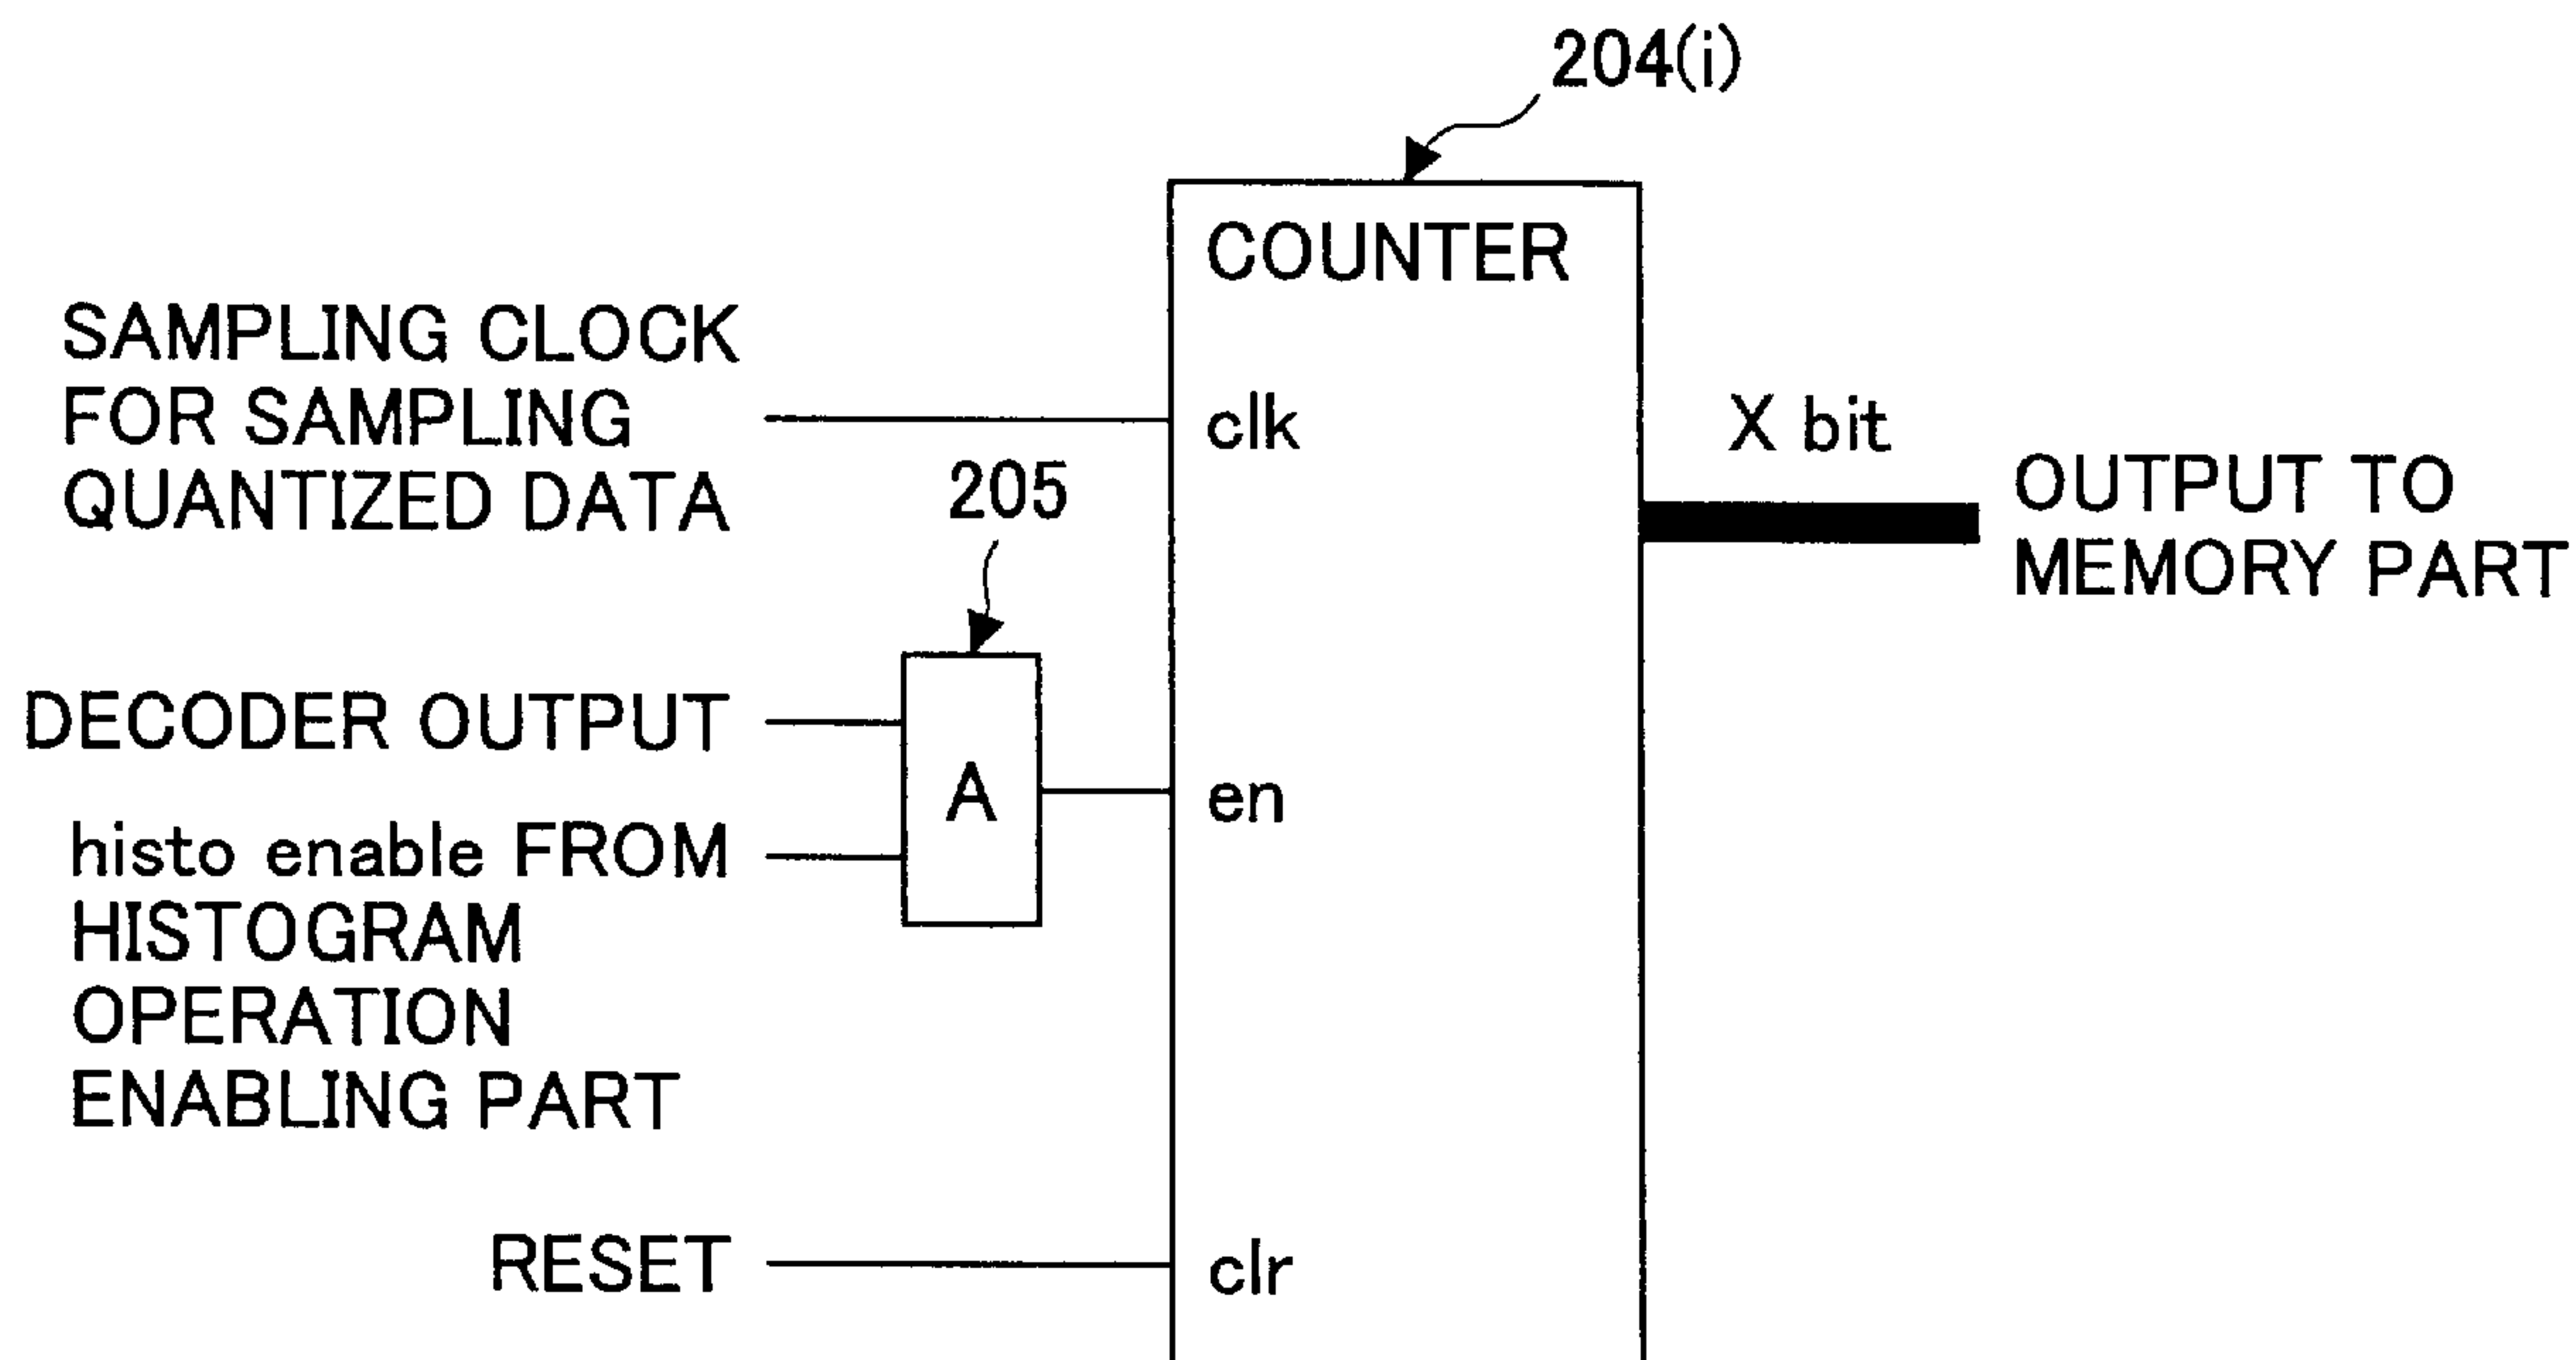 204(i)
COUNTER
SAMPLING CLOCK
FOR SAMPLING
QUANTIZED DATA
clk
X bit
OUTPUT TO
MEMORY PART
205
DECODER OUTPUT
A
en
histo enable FROM
HISTOGRAM
OPERATION
ENABLING PART
RESET
clr